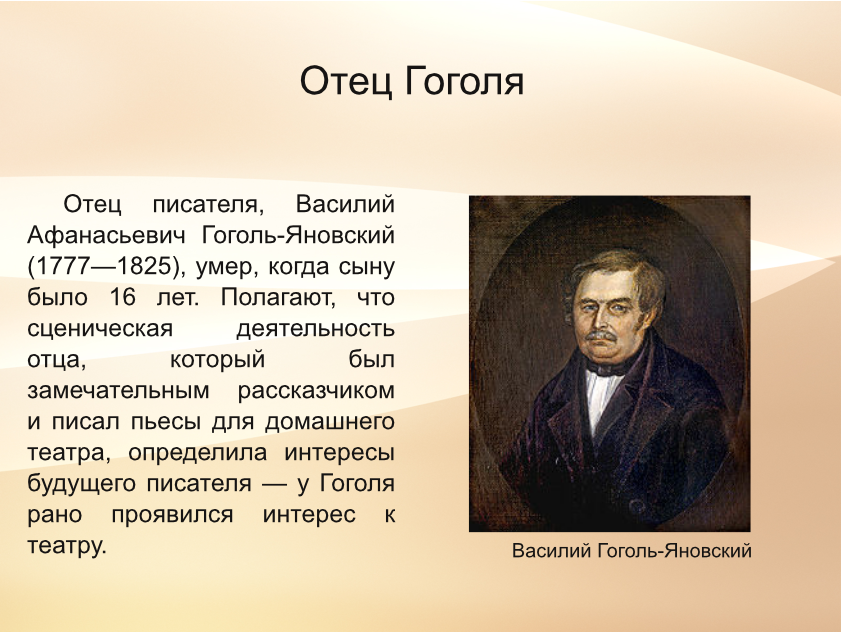 Отец Гоголя
Отец писателя, Василий
Афанасьевич Гоголь-Яновский
(1777—1825), умер, когда сыну
было 16 лет. Полагают, что
сценическая деятельность
отца, который был
замечательным рассказчиком
и писал пьесы для домашнего
театра, определила интересы
будущего писателя — у Гоголя
рано проявился интерес к
театру.
Василий Гоголь-Яновский